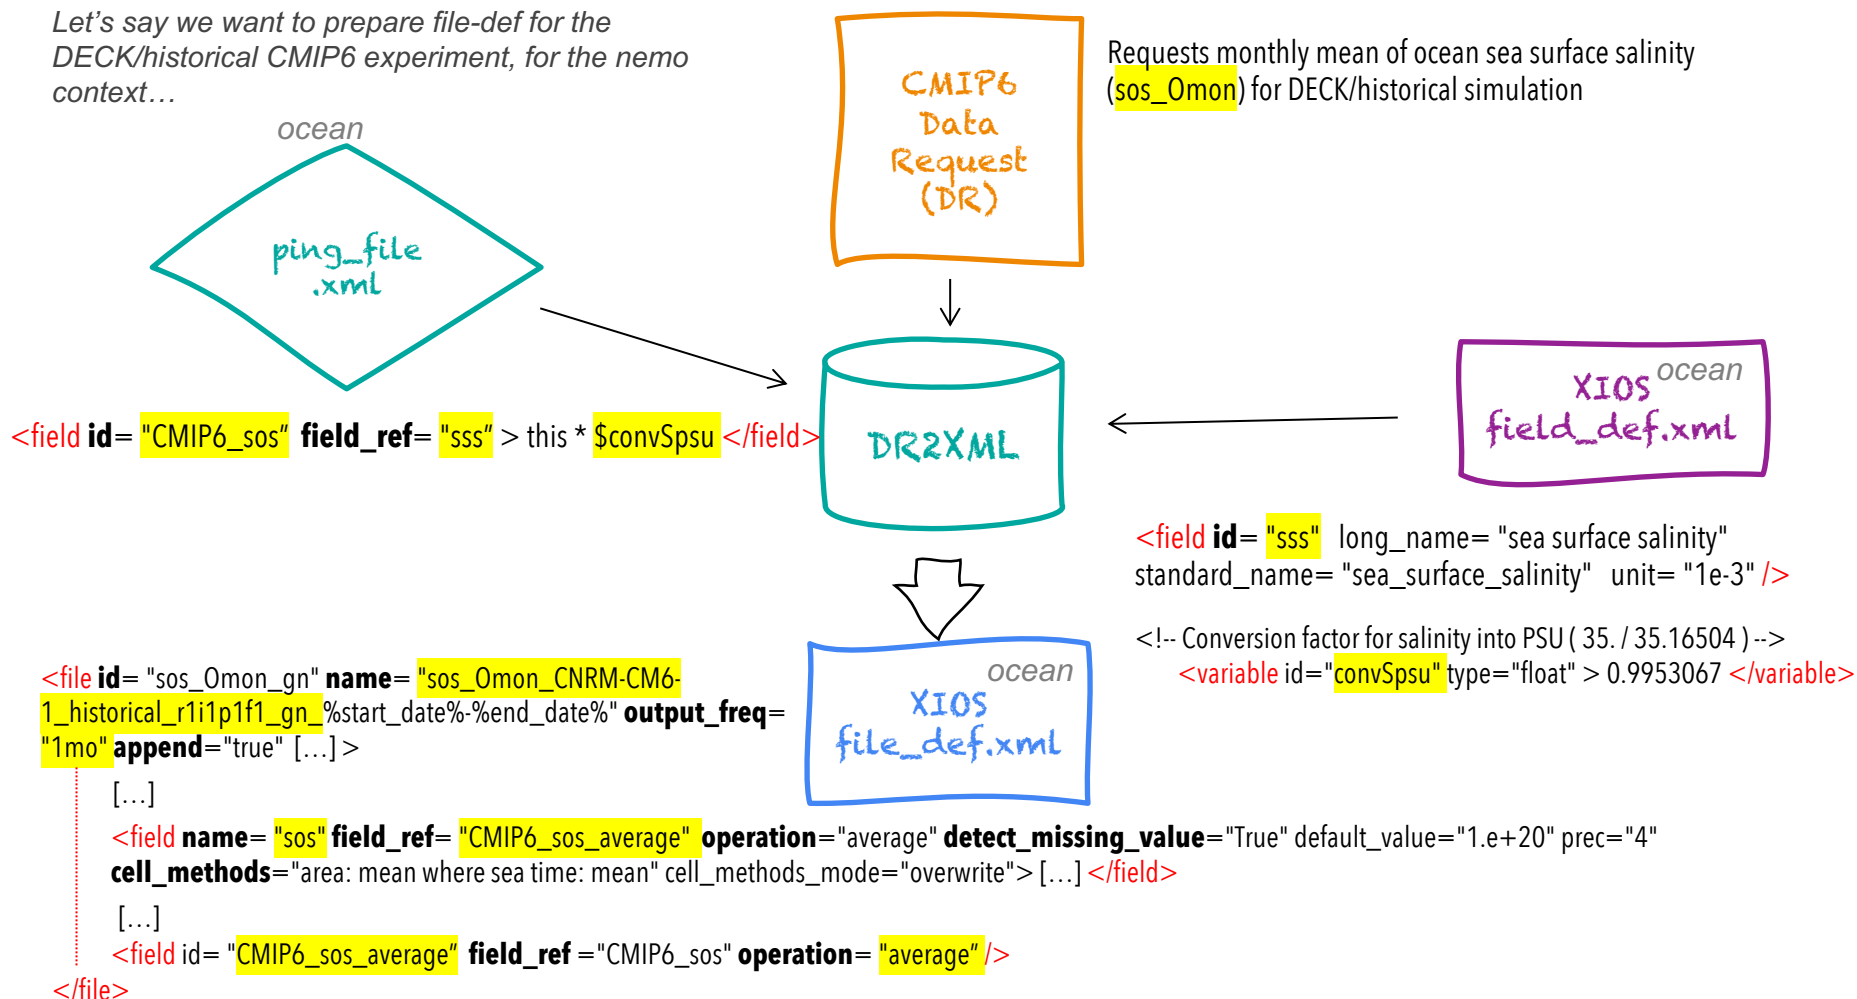 Let's say we want to prepare file-def for the
DECK/historical CMIP6 experiment, for the nemo
context…
ocean
ping_file
.xml
CMIP6
Data
Request
(DR)
Requests monthly mean of ocean sea surface salinity
(sos_Omon) for DECK/historical simulation
<field id= "CMIP6_sos" field_ref= "sss" > this * $convSpsu </field>
DR2XML
ocean
XIOS
field_def.xml
<field id= "sss" long_name= "sea surface salinity"
standard_name= "sea_surface_salinity" unit= "1e-3" />
<!-- Conversion factor for salinity into PSU ( 35. / 35.16504 ) -->
<variable id="convSpsu" type="float" > 0.9953067 </variable>
ocean
XIOS
file_def.xml
<file id= "sos_Omon_gn" name= "sos_Omon_CNRM-CM6-
1_historical_r1i1p1f1_gn_%start_date%-%end_date%" output_freq=
"1mo" append="true" […] >
[…]
<field name= "sos" field_ref= "CMIP6_sos_average" operation="average" detect_missing_value="True" default_value="1.e+20" prec="4"
cell_methods="area: mean where sea time: mean" cell_methods_mode="overwrite"> […] </field>
[…]
<field id= "CMIP6_sos_average" field_ref ="CMIP6_sos" operation= "average" />
</file>